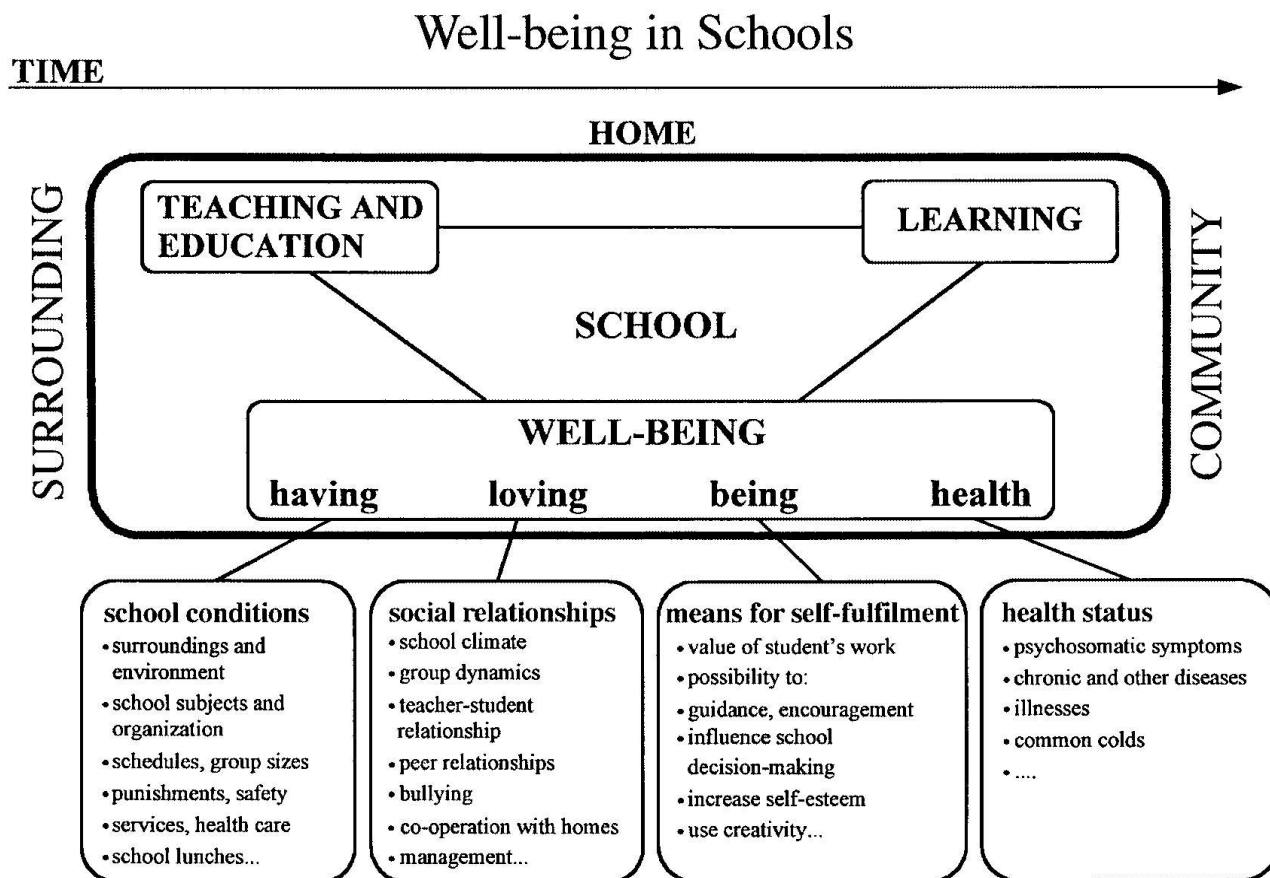 Well-being in Schools
TIME
HOME
SURROUNDING
COMMUNITY
TEACHING AND
EDUCATION
LEARNING
SCHOOL
WELL-BEING
having loving being health
school conditions
• surroundings and
environment
• school subjects and
organization
• schedules, group sizes
• punishments, safety
• services, health care
• school lunches...
social relationships
• school climate
• group dynamics
• teacher-student
relationship
• peer relationships
• bullying
• co-operation with homes
• management...
means for self-fulfilment
• value of student's work
• possibility to:
• guidance, encouragement
• influence school
decision-making
• increase self-esteem
• use creativity...
health status
• psychosomatic symptoms
• chronic and other diseases
• illnesses
• common colds
• ....